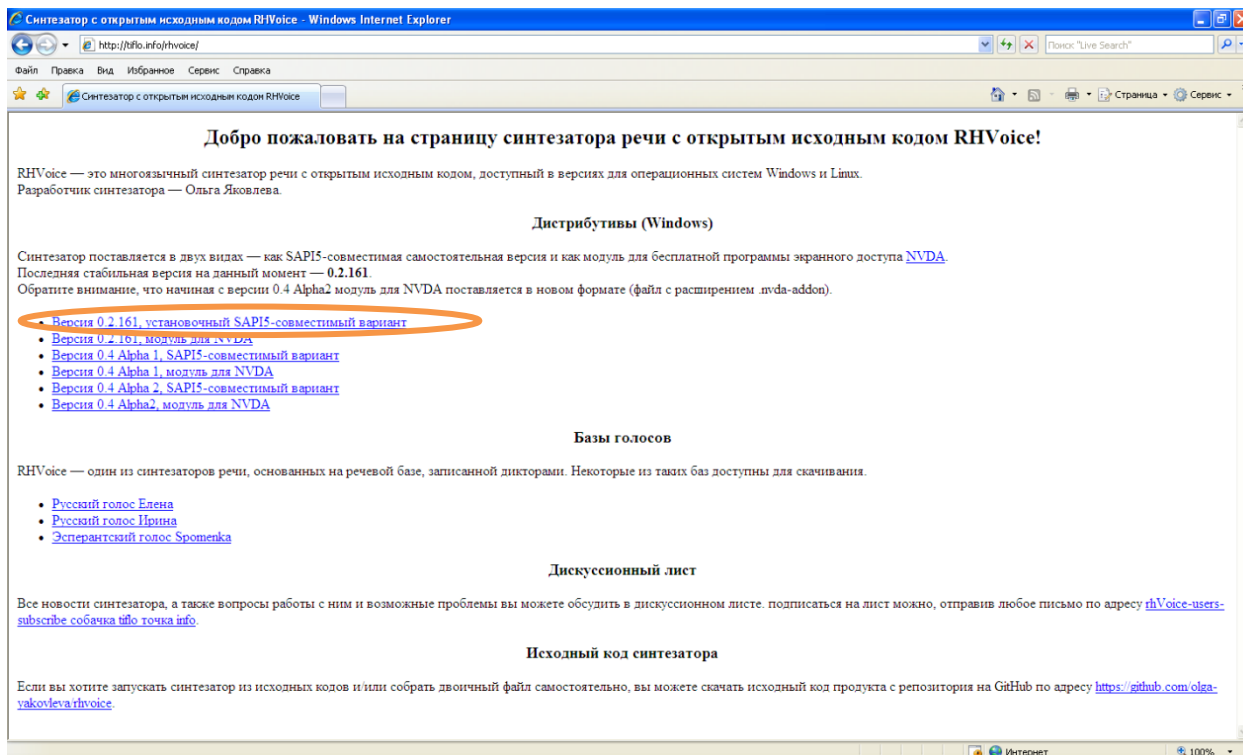 Синтезатор с открытым исходным кодом RHVoice - Windows Internet Explorer
http://tiflo.info/rhvoice/
Поиск "Live Search"
Файл Правка Вид Избранное Сервис Справка
Синтезатор с открытым исходным кодом RHVoice
Страница Сервис
Добро пожаловать на страницу синтезатора речи с открытым исходным кодом RHVoice!
RHVoice — это многоязычный синтезатор речи с открытым исходным кодом, доступный в версиях для операционных систем Windows и Linux.
Разработчик синтезатора — Ольга Яковлева.
Дистрибутивы (Windows)
Синтезатор поставляется в двух видах — как SAPI5-совместимая самостоятельная версия и как модуль для бесплатной программы экранного доступа NVDA.
Последняя стабильная версия на данный момент — 0.2.161.
Обратите внимание, что начиная с версии 0.4 Alpha2 модуль для NVDA поставляется в новом формате (файл с расширением .nvda-addon).
• Версия 0.2.161, установочный SAPI5-совместимый вариант
• Версия 0.2.161, модуль для NVDA
• Версия 0.4 Alpha 1, SAPI5-совместимый вариант
• Версия 0.4 Alpha 1, модуль для NVDA
• Версия 0.4 Alpha 2, SAPI5-совместимый вариант
• Версия 0.4 Alpha2, модуль для NVDA
Базы голосов
RHVoice — один из синтезаторов речи, основанных на речевой базе, записанной дикторами. Некоторые из таких баз доступны для скачивания.
• Русский голос Елена
• Русский голос Ирина
• Эсперантский голос Spomenka
Дискуссионный лист
Все новости синтезатора, а также вопросы работы с ним и возможные проблемы вы можете обсудить в дискуссионном листе. подписаться на лист можно, отправив любое письмо по адресу rhVoice-users-
subscribe собачка tiflo точка info.
Исходный код синтезатора
Если вы хотите запускать синтезатор из исходных кодов и/или собрать двоичный файл самостоятельно, вы можете скачать исходный код продукта с репозитория на GitHub по адресу https://github.com/olga-
yakovleva/rhvoice.
Интернет 100%